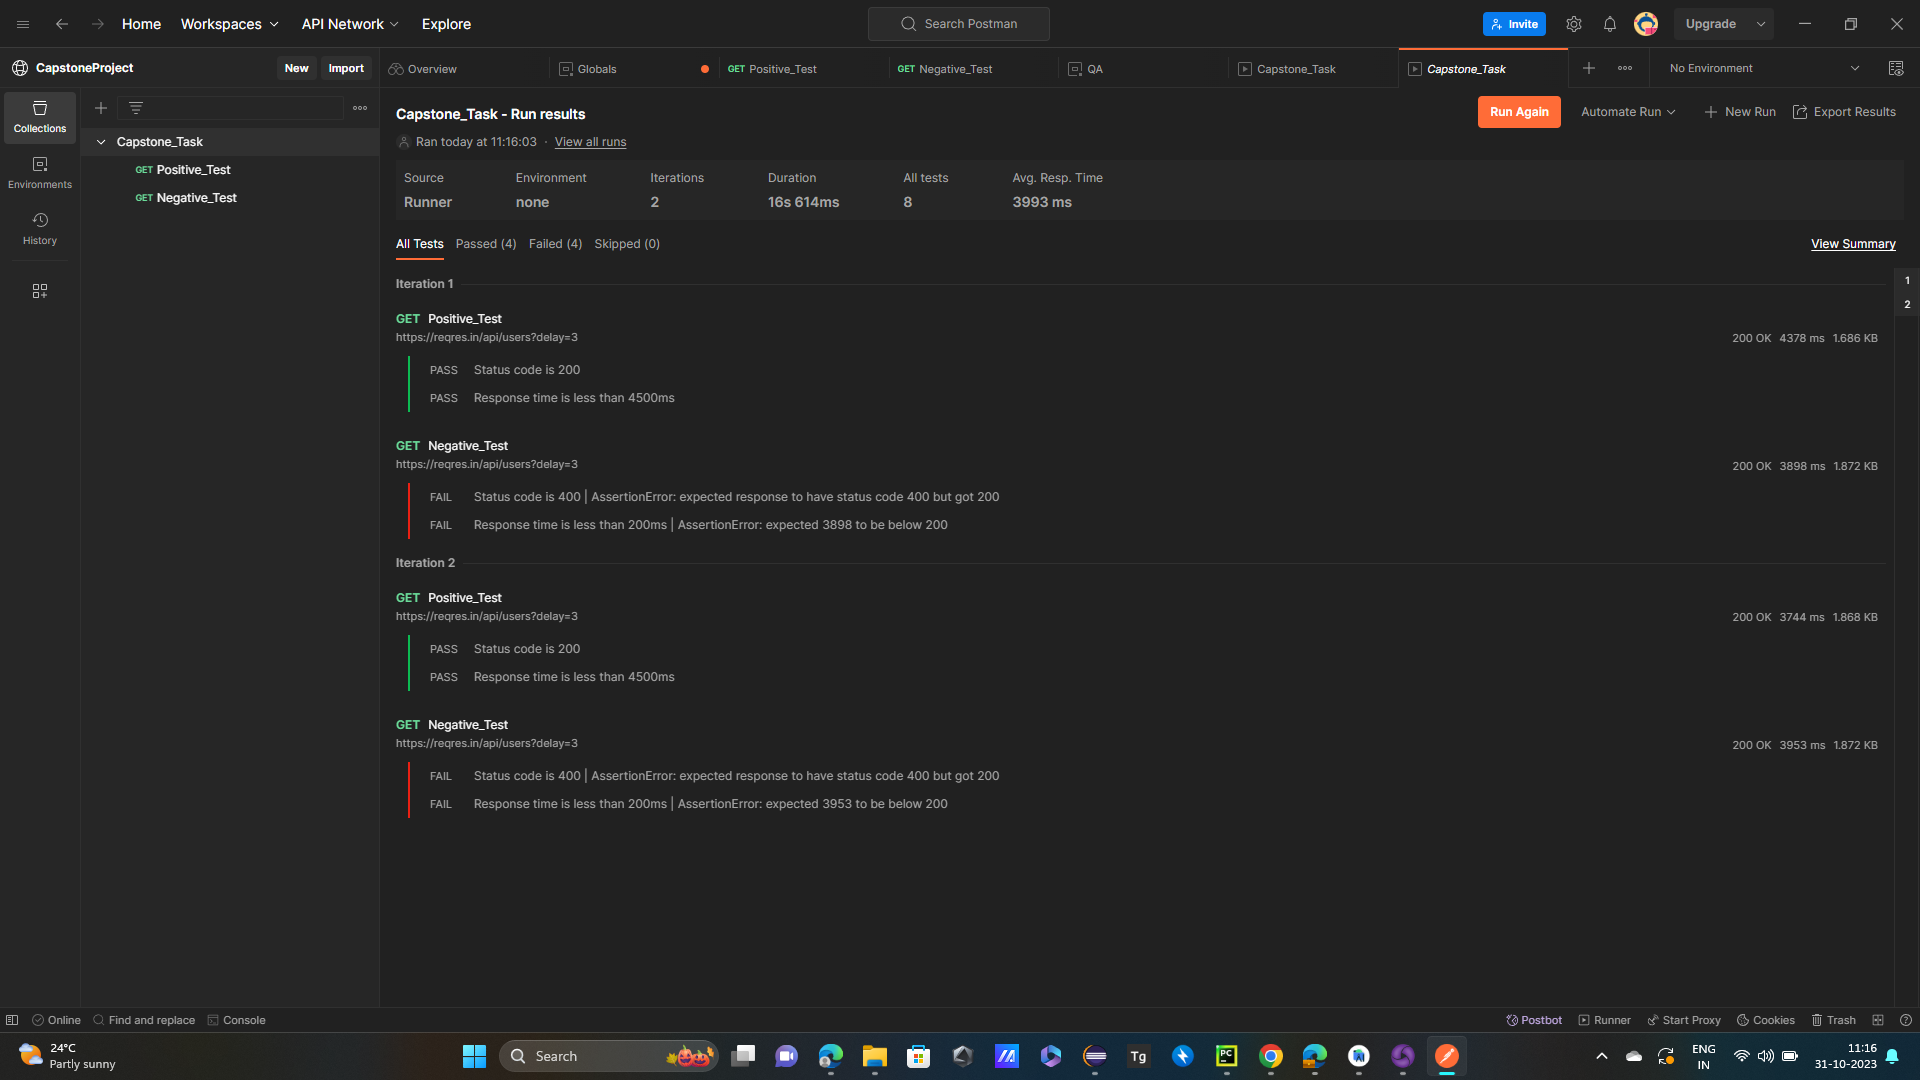 Home Workspaces API Network Explore Search Postman Invite Upgrade
CapstoneProject New Import Overview Globals GET Positive_Test GET Negative_Test QA Capstone_Task Capstone_Task No Environment
Collections
Environments
History
Capstone_Task
GET Positive_Test
GET Negative_Test
Capstone_Task - Run results
Run Again Automate Run New Run Export Results
Ran today at 11:16:03 · View all runs
Source Environment Iterations Duration All tests Avg. Resp. Time
Runner none 2 16s 614ms 8 3993 ms
All Tests Passed (4) Failed (4) Skipped (0) View Summary
Iteration 1
1
2
GET Positive_Test
https://reqres.in/api/users?delay=3
200 OK 4378 ms 1.686 KB
PASS Status code is 200
PASS Response time is less than 4500ms
GET Negative_Test
https://reqres.in/api/users?delay=3
200 OK 3898 ms 1.872 KB
FAIL Status code is 400 | AssertionError: expected response to have status code 400 but got 200
FAIL Response time is less than 200ms | AssertionError: expected 3898 to be below 200
Iteration 2
GET Positive_Test
https://reqres.in/api/users?delay=3
200 OK 3744 ms 1.868 KB
PASS Status code is 200
PASS Response time is less than 4500ms
GET Negative_Test
https://reqres.in/api/users?delay=3
200 OK 3953 ms 1.872 KB
FAIL Status code is 400 | AssertionError: expected response to have status code 400 but got 200
FAIL Response time is less than 200ms | AssertionError: expected 3953 to be below 200
Online Find and replace Console Postbot Runner Start Proxy Cookies Trash
24°C
Partly sunny
Search
Tg
PC
ENG
IN
11:16
31-10-2023